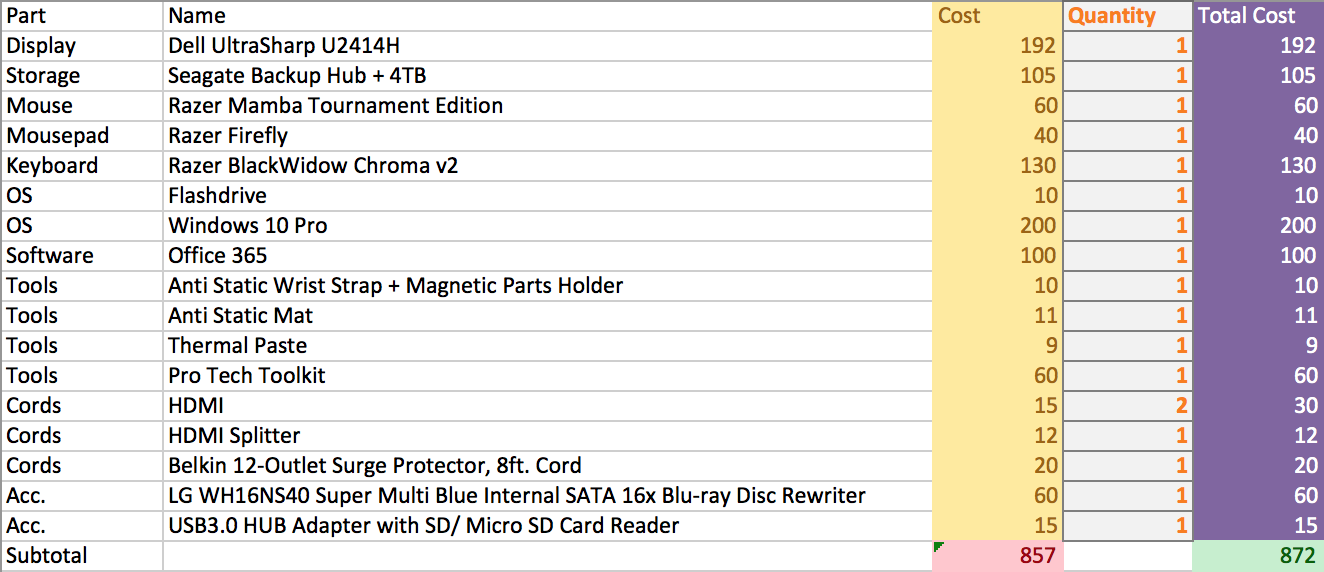 Part Name Cost Quantity Total Cost
Display Dell UltraSharp U2414H 192 1 192
Storage Seagate Backup Hub + 4TB 105 1 105
Mouse Razer Mamba Tournament Edition 60 1 60
Mousepad Razer Firefly 40 1 40
Keyboard Razer BlackWidow Chroma v2 130 1 130
OS Flashdrive 10 1 10
OS Windows 10 Pro 200 1 200
Software Office 365 100 1 100
Tools Anti Static Wrist Strap + Magnetic Parts Holder 10 1 10
Tools Anti Static Mat 11 1 11
Tools Thermal Paste 9 1 9
Tools Pro Tech Toolkit 60 1 60
Cords HDMI 15 2 30
Cords HDMI Splitter 12 1 12
Cords Belkin 12-Outlet Surge Protector, 8ft. Cord 20 1 20
Acc. LG WH16NS40 Super Multi Blue Internal SATA 16x Blu-ray Disc Rewriter 60 1 60
Acc. USB3.0 HUB Adapter with SD/ Micro SD Card Reader 15 1 15
Subtotal 857 872